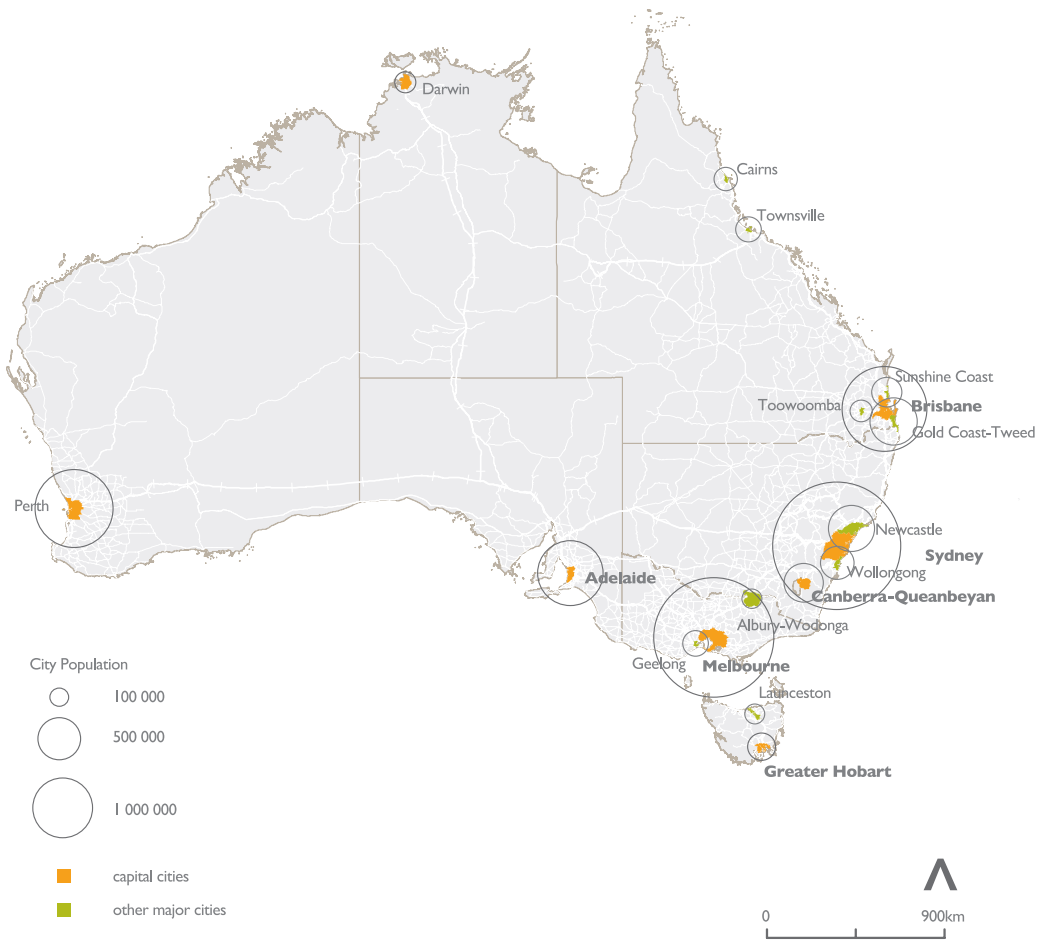 Darwin
Cairns
Townsville
Sunshine Coast
Toowoomba
Brisbane
Gold Coast-Tweed
Perth
Newcastle
Sydney
Adelaide
Wollongong
Canberra-Queanbeyan
Albury-Wodonga
Geelong
Melbourne
Launceston
Greater Hobart
City Population
100 000
500 000
1 000 000
capital cities
other major cities
0 900km